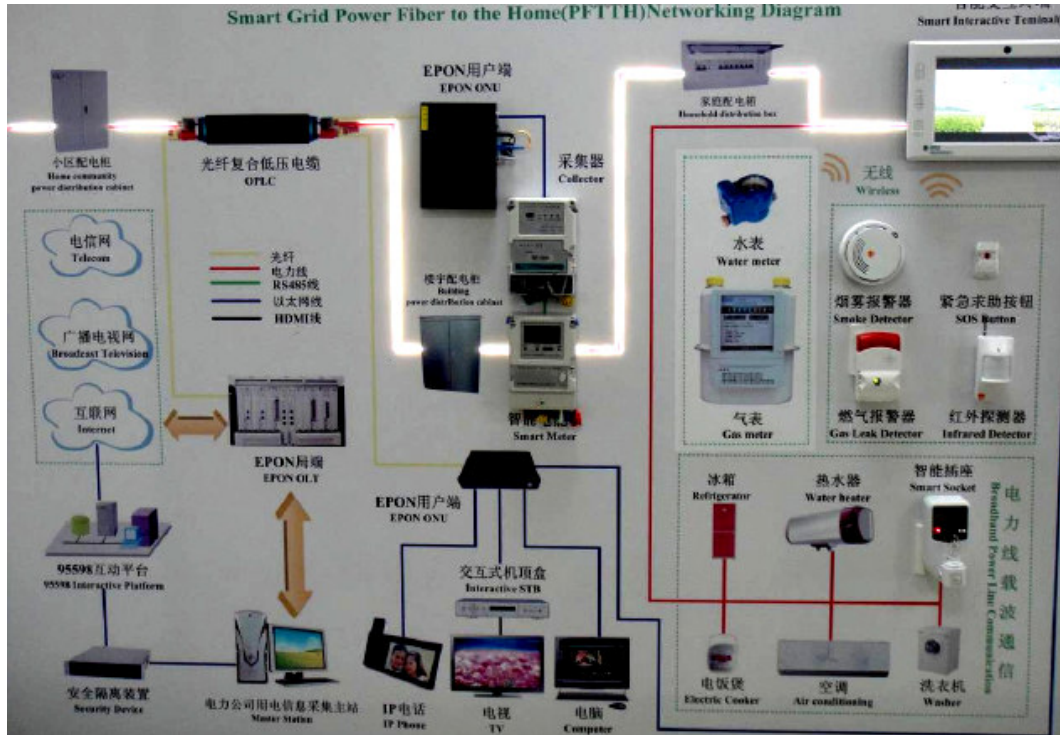 Smart Grid Power Fiber to the Home(PFTTH)Networking Diagram
Smart Interactive Teminal
EPON用户端
EPON ONU
家庭配电箱
Household distribution box
小区配电柜
Home community
power distribution cabinet
光纤复合低压电缆
OPLC
采集器
Collector
无线
Wireless
电信网
Telecom
光纤
电力线
RS485线
以太网线
HDMI线
楼宇配电柜
Building
power distribution cabinet
水表
Water meter
烟雾报警器
Smoke Detector
紧急求助按钮
SOS Button
广播电视网
Broadcast Television
互联网
Internet
智能
Smart Meter
气表
Gas meter
燃气报警器
Gas Leak Detector
红外探测器
Infrared Detector
EPON局端
EPON OLT
EPON用户端
EPON ONU
冰箱
Refrigerator
热水器
Water heater
智能插座
Smart Socket
电力线载波通信
Broadband Power Line Communication
95598互动平台
95598 Interactive Platform
交互式机顶盒
Interactive STB
安全隔离装置
Security Device
电力公司用电信息采集主站
Master Station
IP电话
IP Phone
电视
TV
电脑
Computer
电饭煲
Electric Cooker
空调
Air conditioning
洗衣机
Washer